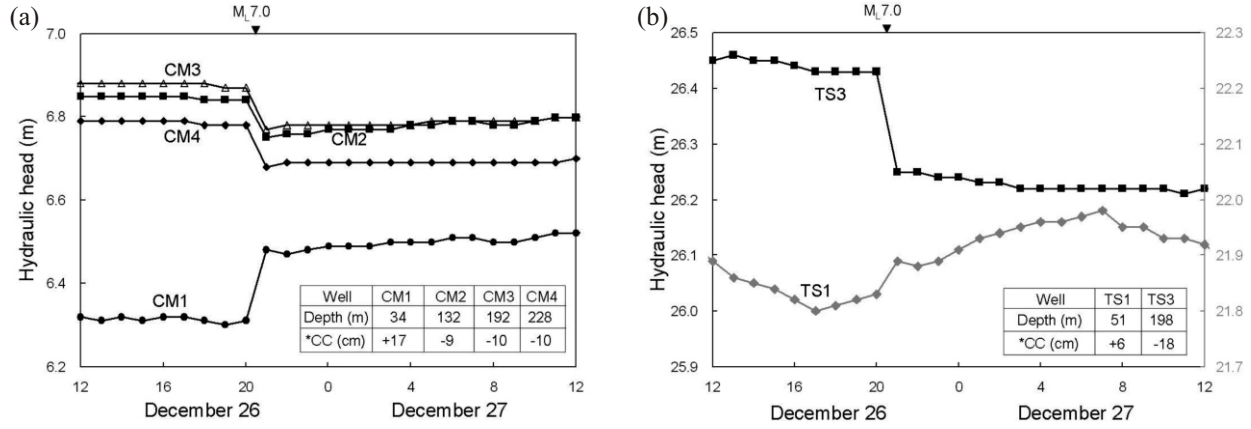 (a)
M_L7.0
7.0
6.8
6.6
6.4
6.2
Hydraulic head (m)
CM3
CM2
CM4
CM1
Well CM1 CM2 CM3 CM4
Depth (m) 34 132 192 228
*CC (cm) +17 -9 -10 -10
12 16 20 0 4 8 12
December 26 December 27
(b)
M_L7.0
26.5
26.4
26.3
26.2
26.1
26.0
25.9
Hydraulic head (m)
22.3
22.2
22.1
22.0
21.9
21.8
21.7
TS3
TS1
Well TS1 TS3
Depth (m) 51 198
*CC (cm) +6 -18
12 16 20 0 4 8 12
December 26 December 27